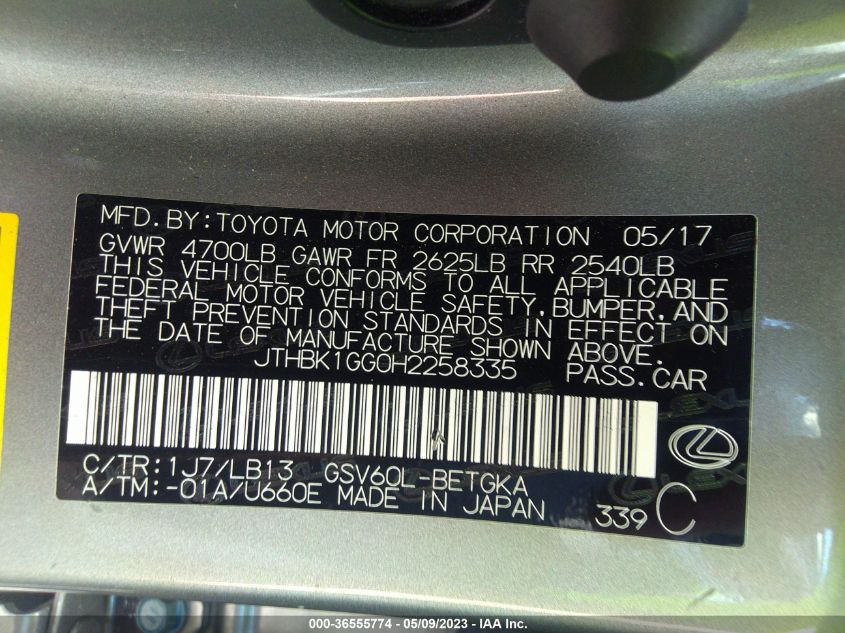 MFD.BY:TOYOTA MOTOR CORPORATION 05/17
GVWR 4700LB GAWR FR 2625LB RR 2540LB
THIS VEHICLE CONFORMS TO ALL APPLICABLE
FEDERAL MOTOR VEHICLE SAFETY,BUMPER,AND
THEFT PREVENTION STANDARDS IN EFFECT ON
THE DATE OF MANUFACTURE SHOWN ABOVE.
JTHBK1GG0H2258335 PASS.CAR
C/TR:1J7/LB13 GSV60L-BETGKA
A/TM:-01A/U660E MADE IN JAPAN 339 C
000-36555774 - 05/09/2023 - IAA Inc.